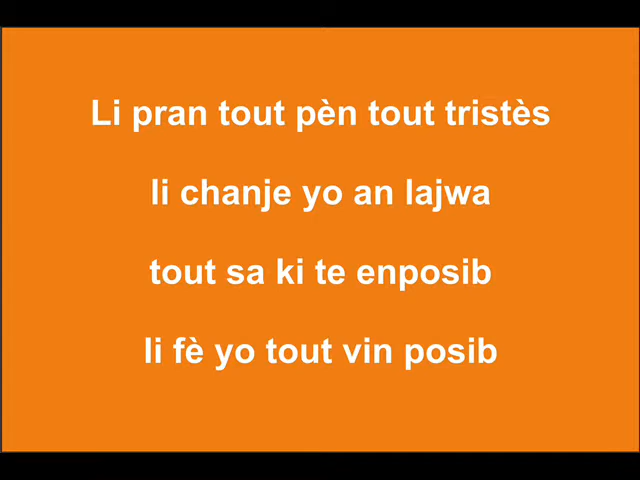 Li pran tout pèn tout tristès
li chanje yo an lajwa
tout sa ki te enposib
li fè yo tout vin posib